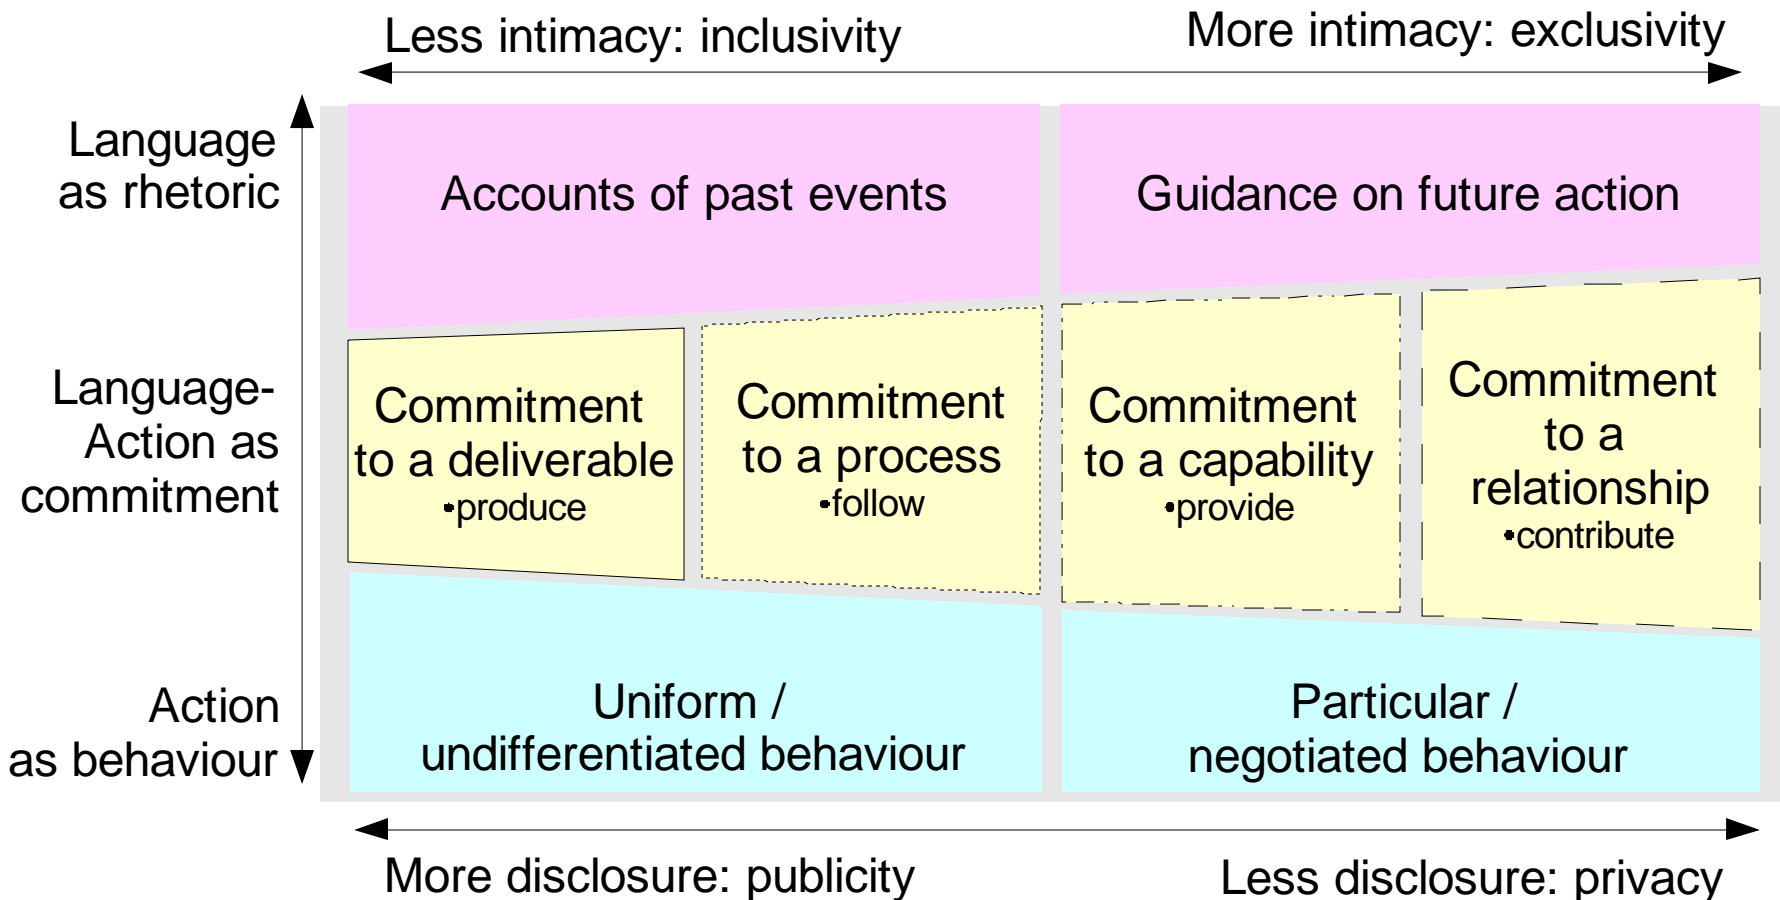 Less intimacy: inclusivity
More intimacy: exclusivity
Language
as rhetoric
Accounts of past events
Guidance on future action
Language-
Action as
commitment
Commitment
to a deliverable
•produce
Commitment
to a process
•follow
Commitment
to a capability
•provide
Commitment
to a
relationship
•contribute
Action
as behaviour
Uniform /
undifferentiated behaviour
Particular /
negotiated behaviour
More disclosure: publicity
Less disclosure: privacy